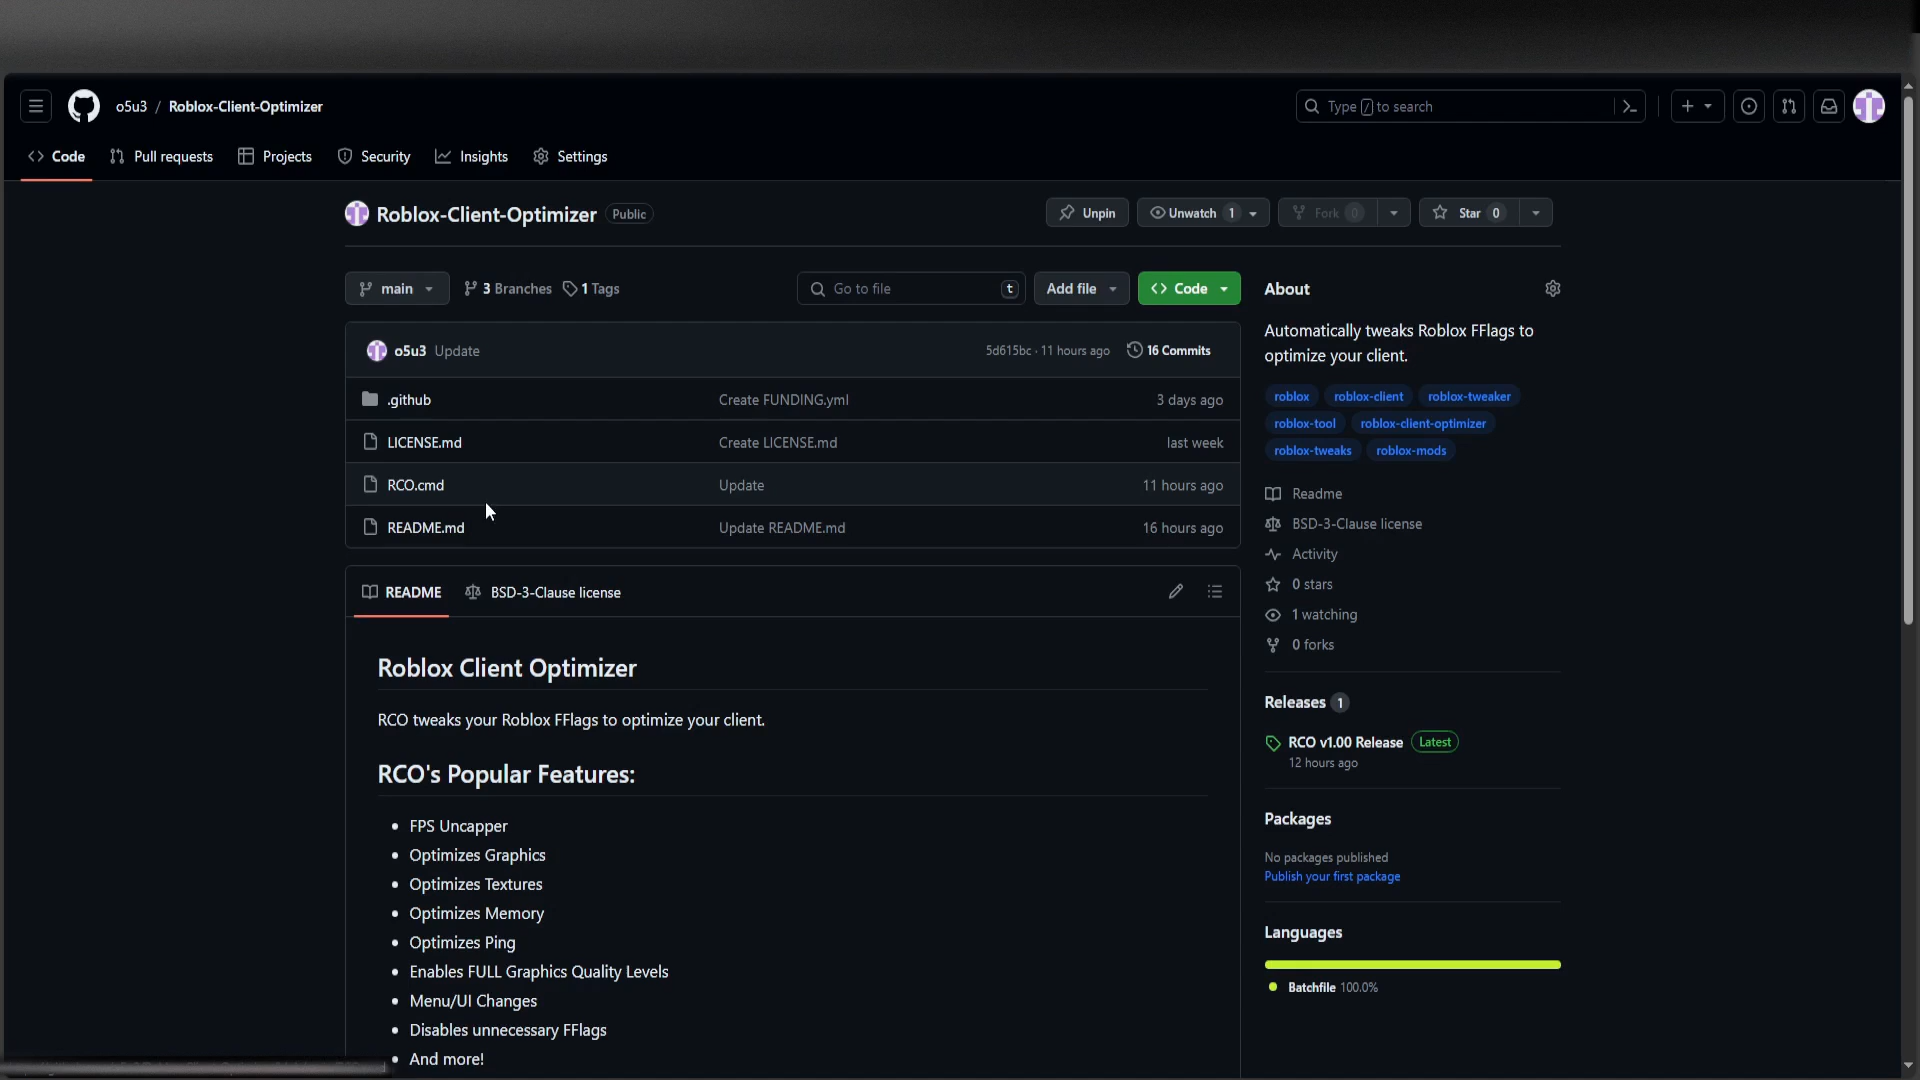 o5u3 / Roblox-Client-Optimizer
Type / to search
Code
Pull requests
Projects
Security
Insights
Settings
Roblox-Client-Optimizer Public
Unpin
Unwatch 1
Fork 0
Star 0
main
3 Branches
1 Tags
Go to file t
Add file
Code
o5u3 Update 5d615bc · 11 hours ago 16 Commits
.github Create FUNDING.yml 3 days ago
LICENSE.md Create LICENSE.md last week
RCO.cmd Update 11 hours ago
README.md Update README.md 16 hours ago
README BSD-3-Clause license
Roblox Client Optimizer
RCO tweaks your Roblox FFlags to optimize your client.
RCO's Popular Features:
• FPS Uncapper
• Optimizes Graphics
• Optimizes Textures
• Optimizes Memory
• Optimizes Ping
• Enables FULL Graphics Quality Levels
• Menu/UI Changes
• Disables unnecessary FFlags
• And more!
About
Automatically tweaks Roblox FFlags to
optimize your client.
roblox roblox-client roblox-tweaker
roblox-tool roblox-client-optimizer
roblox-tweaks roblox-mods
Readme
BSD-3-Clause license
Activity
0 stars
1 watching
0 forks
Releases 1
RCO v1.00 Release Latest
12 hours ago
Packages
No packages published
Publish your first package
Languages
Batchfile 100.0%